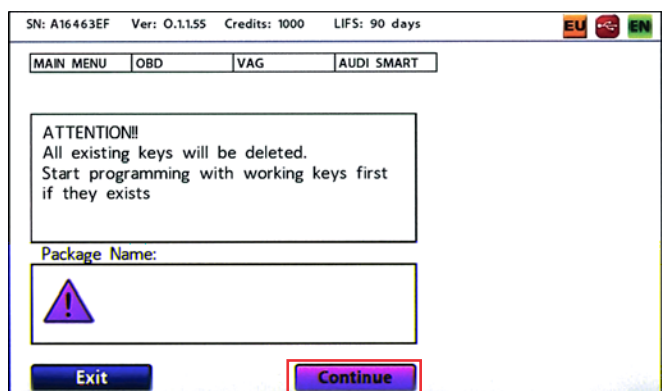 SN: A16463EF Ver: 0.1.1.55 Credits: 1000 LIFS: 90 days EU EN
MAIN MENU OBD VAG AUDI SMART
ATTENTION!!
All existing keys will be deleted.
Start programming with working keys first
if they exists
Package Name:
Exit Continue